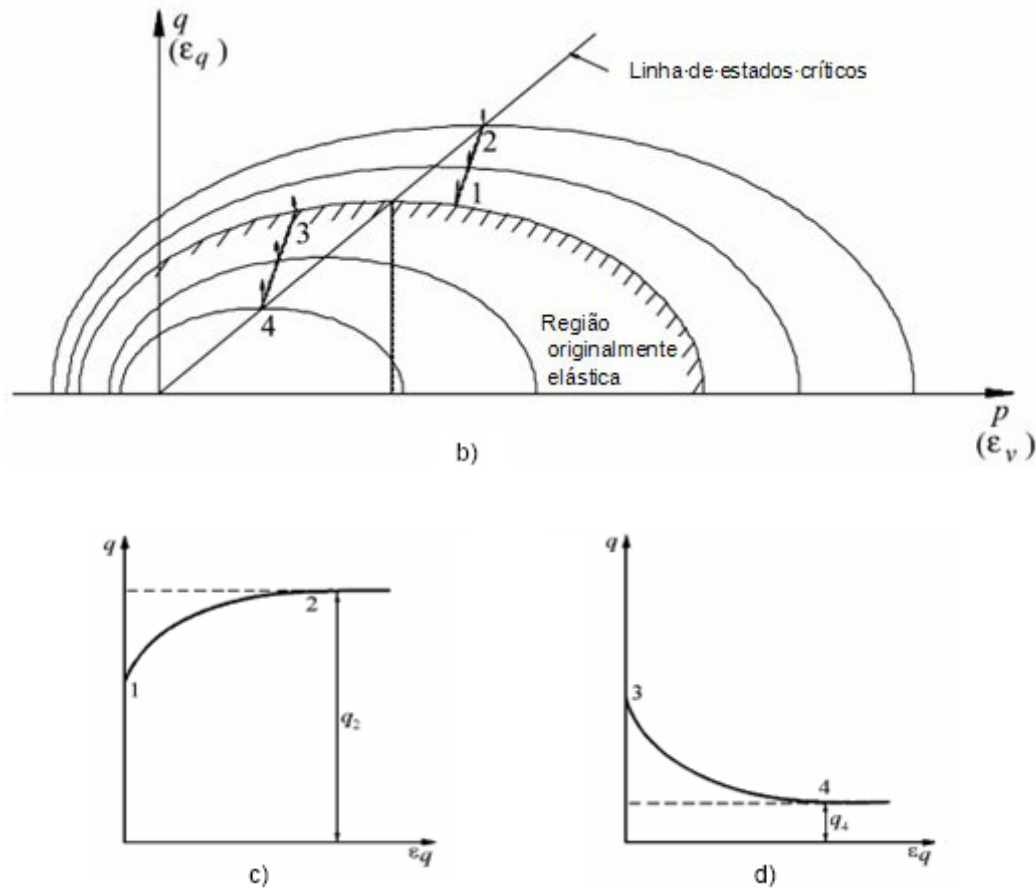 q
(εq)
Linha·de·estados·críticos
2
1
3
4
Região
originalmente
elástica
p
(εv)
b)
q
2
1
q2
εq
c)
q
3
4
q4
εq
d)